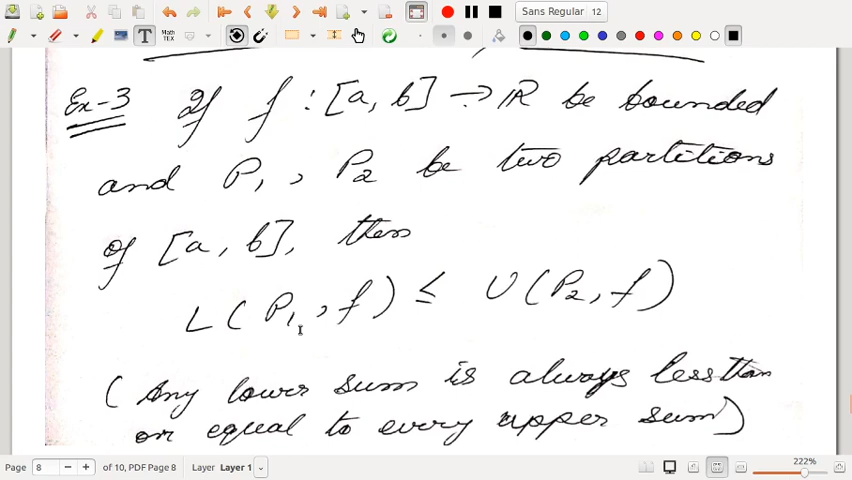 Sans Regular 12
Math
TEX
Ex-3 If f : [a, b] → R be bounded
and P₁, P₂ be two partitions
of [a, b], then
L(P₁, f) ≤ U(P₂, f)
(Any lower sum is always less than
or equal to every upper sum)
Page 8 of 10, PDF Page 8 Layer Layer 1 222%